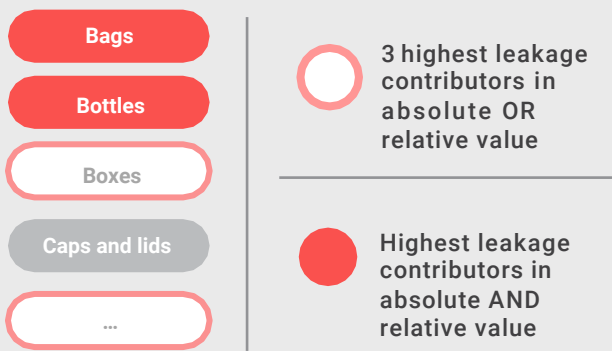 Bags
Bottles
Boxes
Caps and lids
...
3 highest leakage
contributors in
absolute OR
relative value
Highest leakage
contributors in
absolute AND
relative value